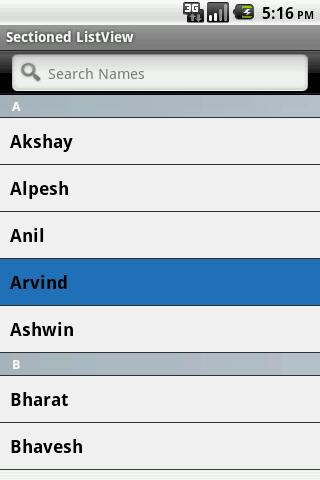 3G 5:16 PM
Sectioned ListView
Search Names
A
Akshay
Alpesh
Anil
Arvind
Ashwin
B
Bharat
Bhavesh